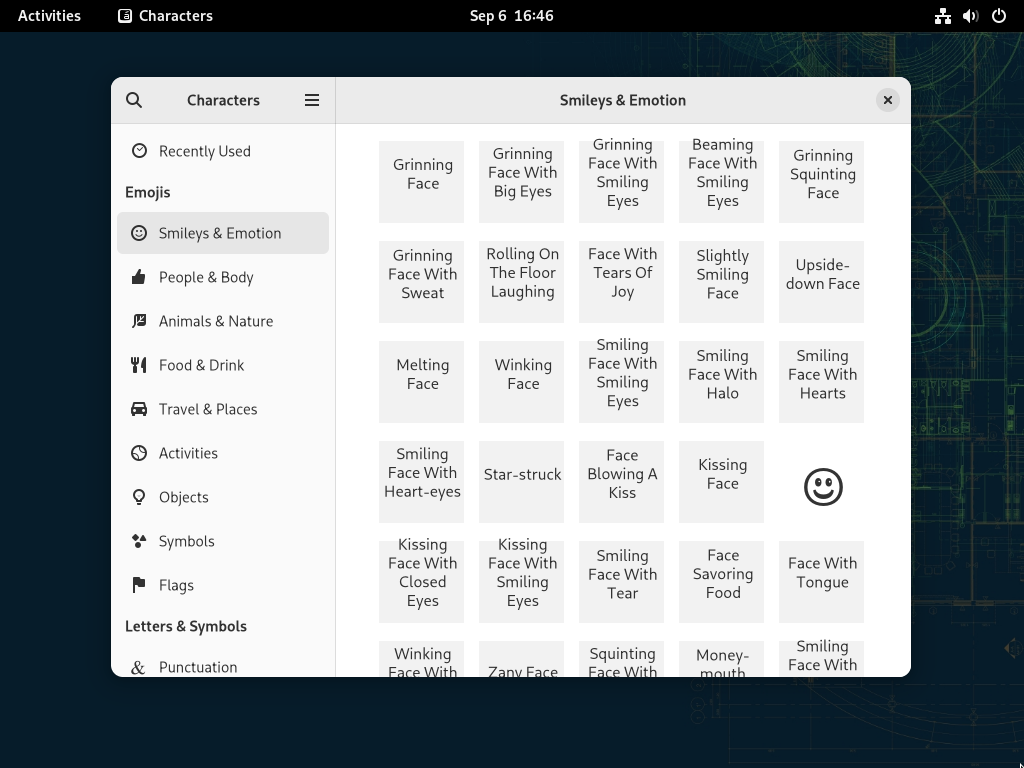 Activities
Characters
Sep 6 16:46
Characters
Smileys & Emotion
Recently Used
Emojis
Smileys & Emotion
People & Body
Animals & Nature
Food & Drink
Travel & Places
Activities
Objects
Symbols
Flags
Letters & Symbols
& Punctuation
Grinning
Face
Grinning
Face With
Big Eyes
Grinning
Face With
Smiling
Eyes
Beaming
Face With
Smiling
Eyes
Grinning
Squinting
Face
Grinning
Face With
Sweat
Rolling On
The Floor
Laughing
Face With
Tears Of
Joy
Slightly
Smiling
Face
Upside-
down Face
Melting
Face
Winking
Face
Smiling
Face With
Smiling
Eyes
Smiling
Face With
Halo
Smiling
Face With
Hearts
Smiling
Face With
Heart-eyes
Star-struck
Face
Blowing A
Kiss
Kissing
Face
Kissing
Face With
Closed
Eyes
Kissing
Face With
Smiling
Eyes
Smiling
Face With
Tear
Face
Savoring
Food
Face With
Tongue
Winking
Face With
Zany Face
Squinting
Face With
Money-
mouth
Smiling
Face With